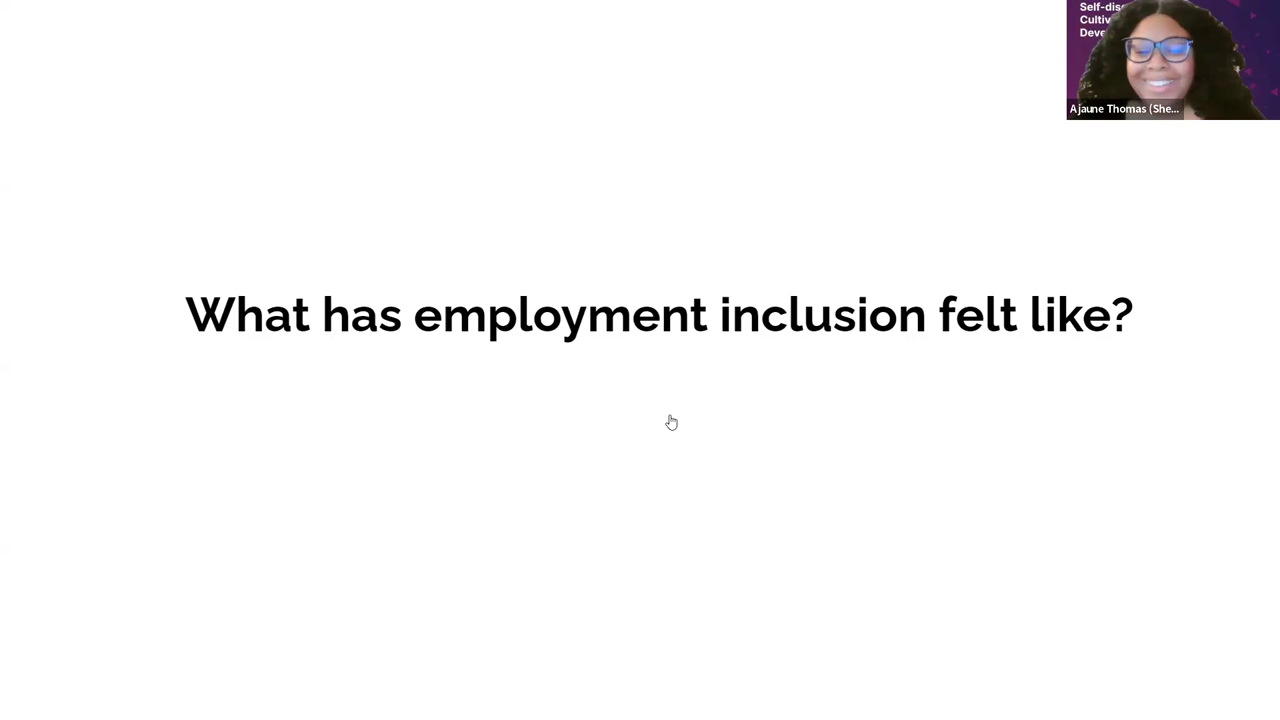 Self-dis
Cultiv
Deve
Ajaune Thomas (She...
What has employment inclusion felt like?